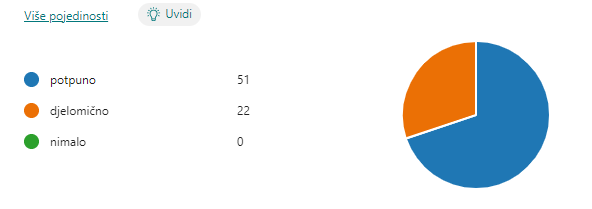 Više pojedinosti
Uvidi
potpuno 51
djelomično 22
nimalo 0